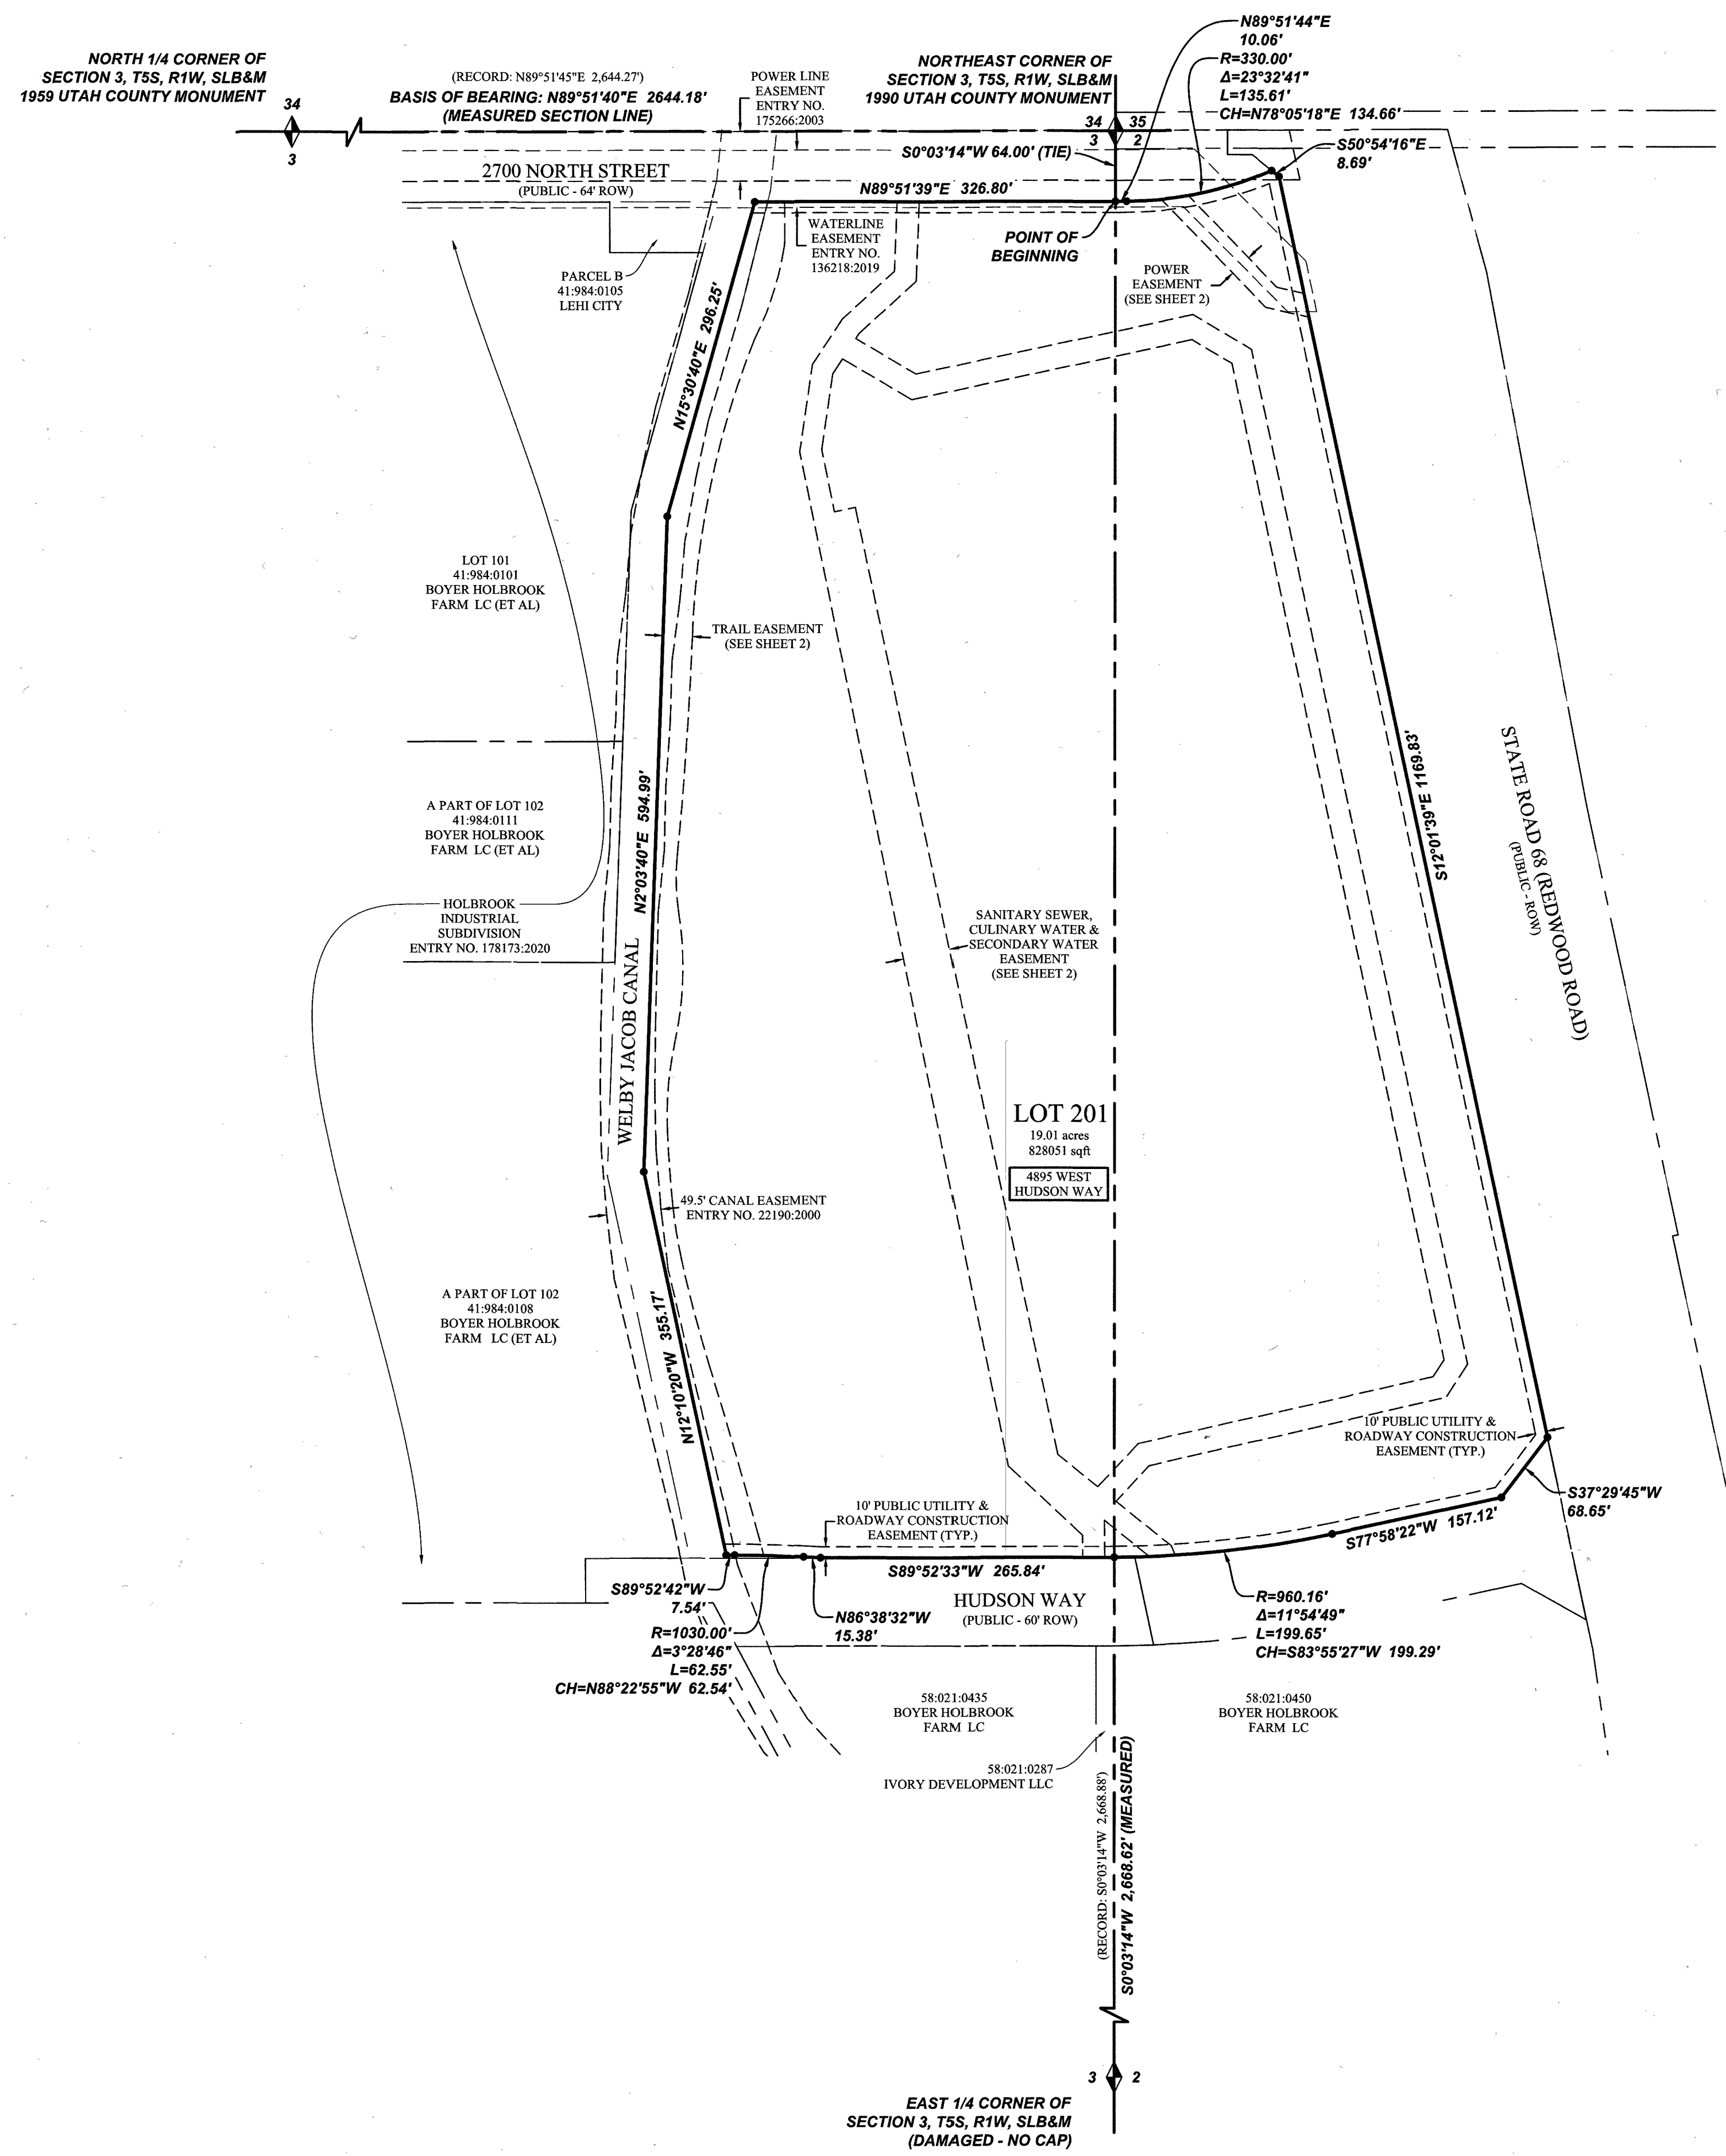 N89°51'44"E
10.06'
R=330.00'
Δ=23°32'41"
L=135.61'
CH=N78°05'18"E 134.66'
NORTH 1/4 CORNER OF
SECTION 3, T5S, R1W, SLB&M
1959 UTAH COUNTY MONUMENT
34
3
(RECORD: N89°51'45"E 2,644.27')
BASIS OF BEARING: N89°51'40"E 2644.18'
(MEASURED SECTION LINE)
POWER LINE
EASEMENT
ENTRY NO.
175266:2003
NORTHEAST CORNER OF
SECTION 3, T5S, R1W, SLB&M
1990 UTAH COUNTY MONUMENT
34 35
3 2
S0°03'14"W 64.00' (TIE)
S50°54'16"E
8.69'
2700 NORTH STREET
(PUBLIC - 64' ROW)
N89°51'39"E 326.80'
WATERLINE
EASEMENT
ENTRY NO.
136218:2019
POINT OF
BEGINNING
PARCEL B
41:984:0105
LEHI CITY
POWER
EASEMENT
(SEE SHEET 2)
N15°30'40"E 296.25'
LOT 101
41:984:0101
BOYER HOLBROOK
FARM LC (ET AL)
TRAIL EASEMENT
(SEE SHEET 2)
N2°03'40"E 594.99'
S12°01'39"E 1169.83'
STATE ROAD 68 (REDWOOD ROAD)
(PUBLIC - ROW)
A PART OF LOT 102
41:984:0111
BOYER HOLBROOK
FARM LC (ET AL)
HOLBROOK
INDUSTRIAL
SUBDIVISION
ENTRY NO. 178173:2020
WELBY JACOB CANAL
SANITARY SEWER,
CULINARY WATER &
SECONDARY WATER
EASEMENT
(SEE SHEET 2)
LOT 201
19.01 acres
828051 sqft
4895 WEST
HUDSON WAY
49.5' CANAL EASEMENT
ENTRY NO. 22190:2000
A PART OF LOT 102
41:984:0108
BOYER HOLBROOK
FARM LC (ET AL)
N12°10'20"W 355.17'
10' PUBLIC UTILITY &
ROADWAY CONSTRUCTION
EASEMENT (TYP.)
10' PUBLIC UTILITY &
ROADWAY CONSTRUCTION
EASEMENT (TYP.)
S37°29'45"W
68.65'
S77°58'22"W 157.12'
S89°52'33"W 265.84'
S89°52'42"W
7.54'
HUDSON WAY
(PUBLIC - 60' ROW)
N86°38'32"W
15.38'
R=1030.00'
Δ=3°28'46"
L=62.55'
CH=N88°22'55"W 62.54'
R=960.16'
Δ=11°54'49"
L=199.65'
CH=S83°55'27"W 199.29'
58:021:0435
BOYER HOLBROOK
FARM LC
58:021:0450
BOYER HOLBROOK
FARM LC
58:021:0287
IVORY DEVELOPMENT LLC
(RECORD: S0°03'14"W 2,668.88')
S0°03'14"W 2,668.62' (MEASURED)
3 2
EAST 1/4 CORNER OF
SECTION 3, T5S, R1W, SLB&M
(DAMAGED - NO CAP)